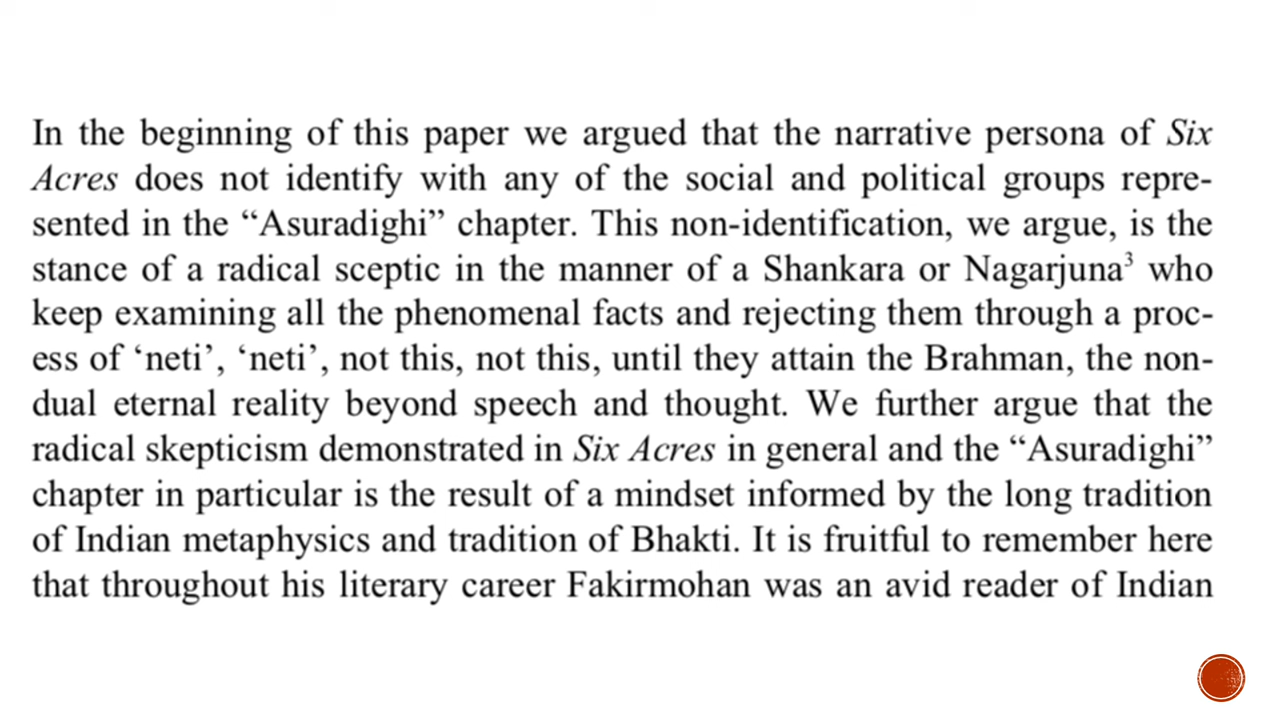 In the beginning of this paper we argued that the narrative persona of Six
Acres does not identify with any of the social and political groups repre-
sented in the “Asuradighi” chapter. This non-identification, we argue, is the
stance of a radical sceptic in the manner of a Shankara or Nagarjuna³ who
keep examining all the phenomenal facts and rejecting them through a proc-
ess of ‘neti’, ‘neti’, not this, not this, until they attain the Brahman, the non-
dual eternal reality beyond speech and thought. We further argue that the
radical skepticism demonstrated in Six Acres in general and the “Asuradighi”
chapter in particular is the result of a mindset informed by the long tradition
of Indian metaphysics and tradition of Bhakti. It is fruitful to remember here
that throughout his literary career Fakirmohan was an avid reader of Indian